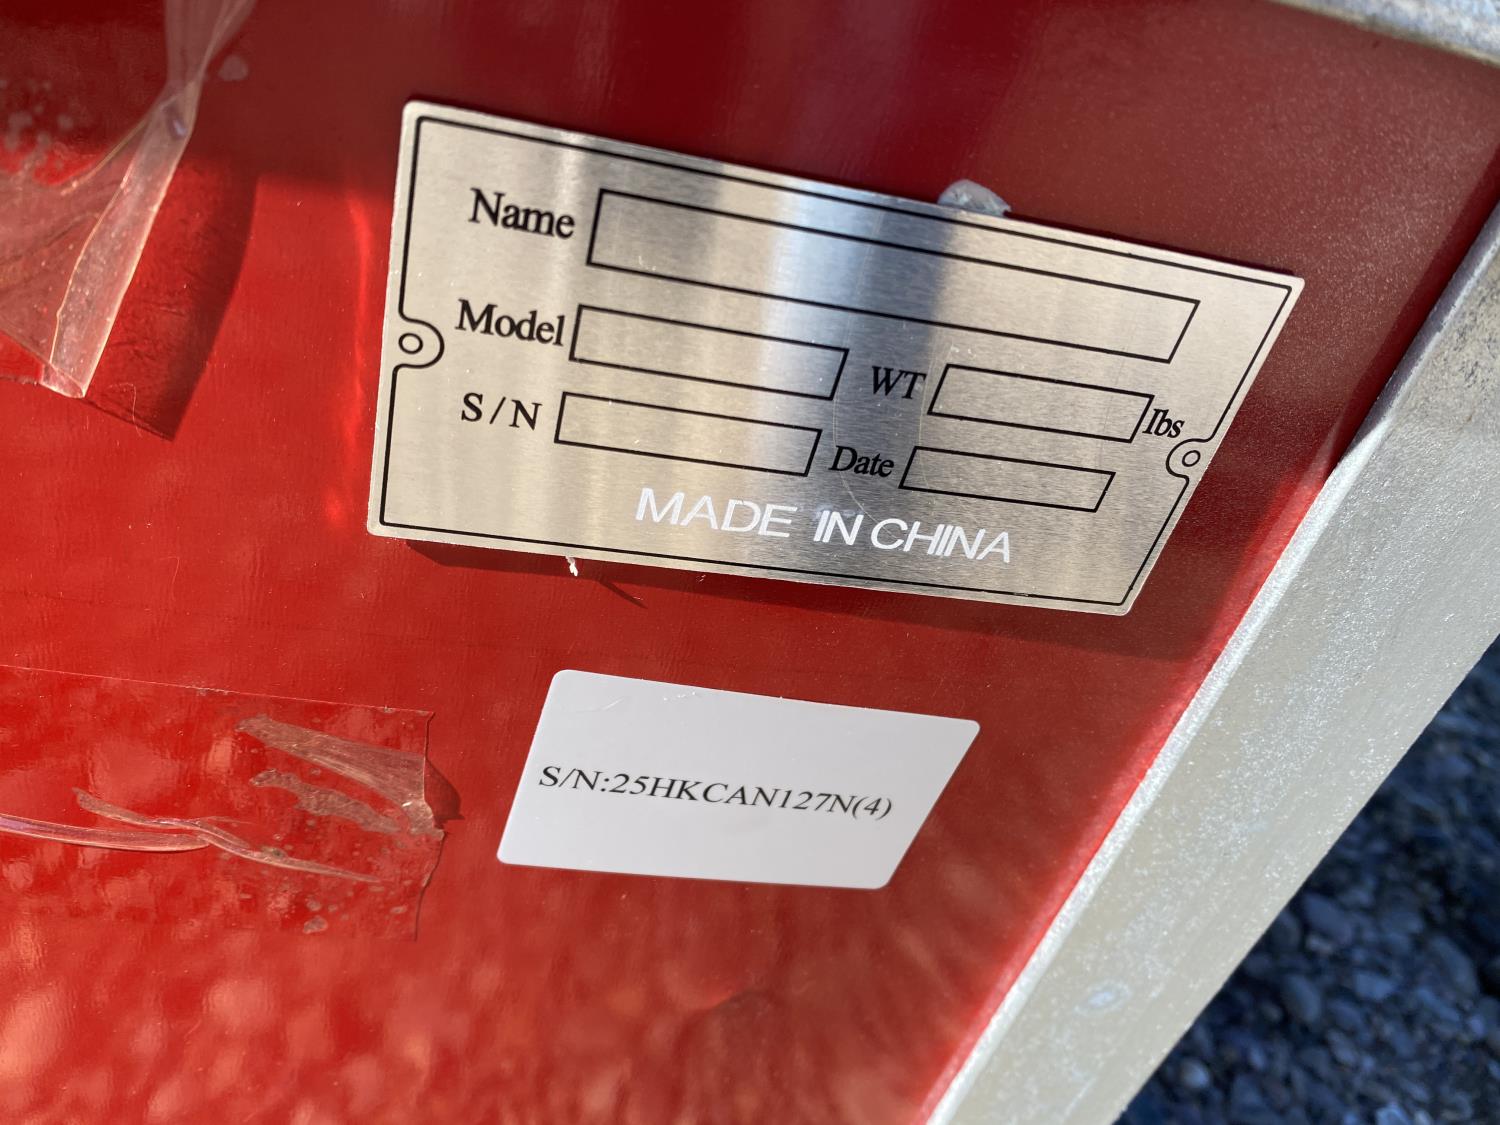 Name
Model
WT
lbs
S/N
Date
MADE IN CHINA
S/N:25HKCAN127N(4)